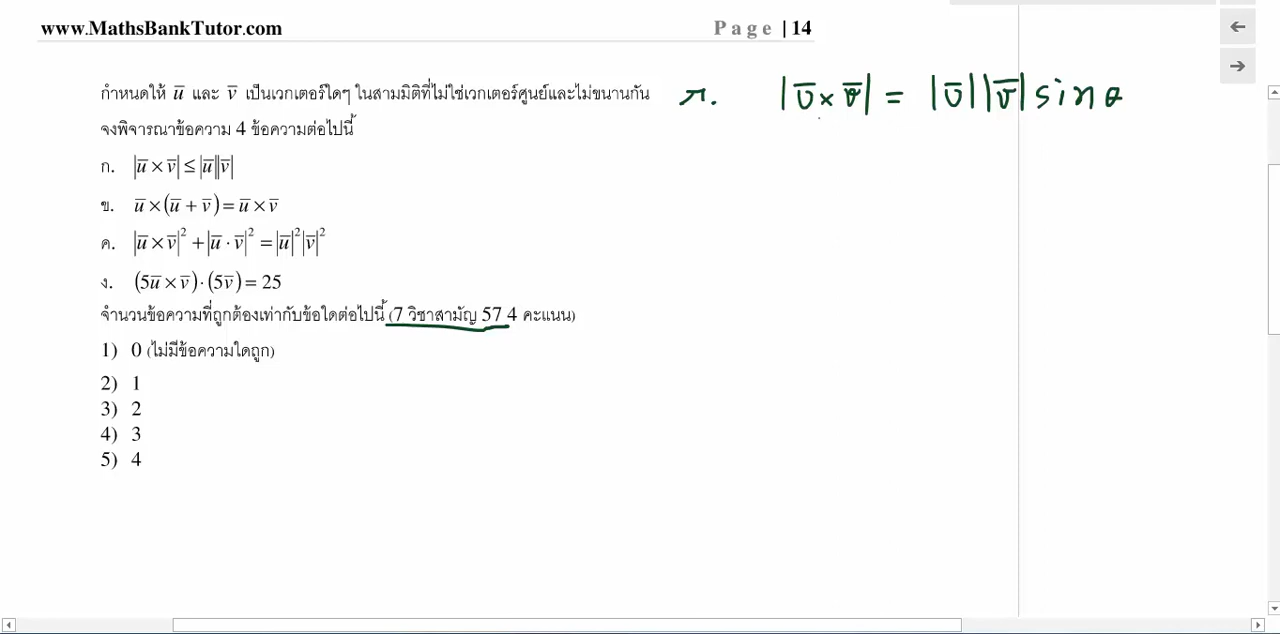 www.MathsBankTutor.com
Page | 14
กำหนดให้ u̅ และ v̅ เป็นเวกเตอร์ใดๆ ในสามมิติที่ไม่ใช่เวกเตอร์ศูนย์และไม่ขนานกัน
จงพิจารณาข้อความ 4 ข้อความต่อไปนี้
ก. |u̅ × v̅| ≤ |u̅||v̅|
ข. u̅ × (u̅ + v̅) = u̅ × v̅
ค. |u̅ × v̅|² + |u̅ · v̅|² = |u̅|²|v̅|²
ง. (5u̅ × v̅) · (5v̅) = 25
จำนวนข้อความที่ถูกต้องเท่ากับข้อใดต่อไปนี้ (7 วิชาสามัญ 57 4 คะแนน)
1) 0 (ไม่มีข้อความใดถูก)
2) 1
3) 2
4) 3
5) 4
ก. |u̅ × v̅| = |u̅||v̅| sin θ